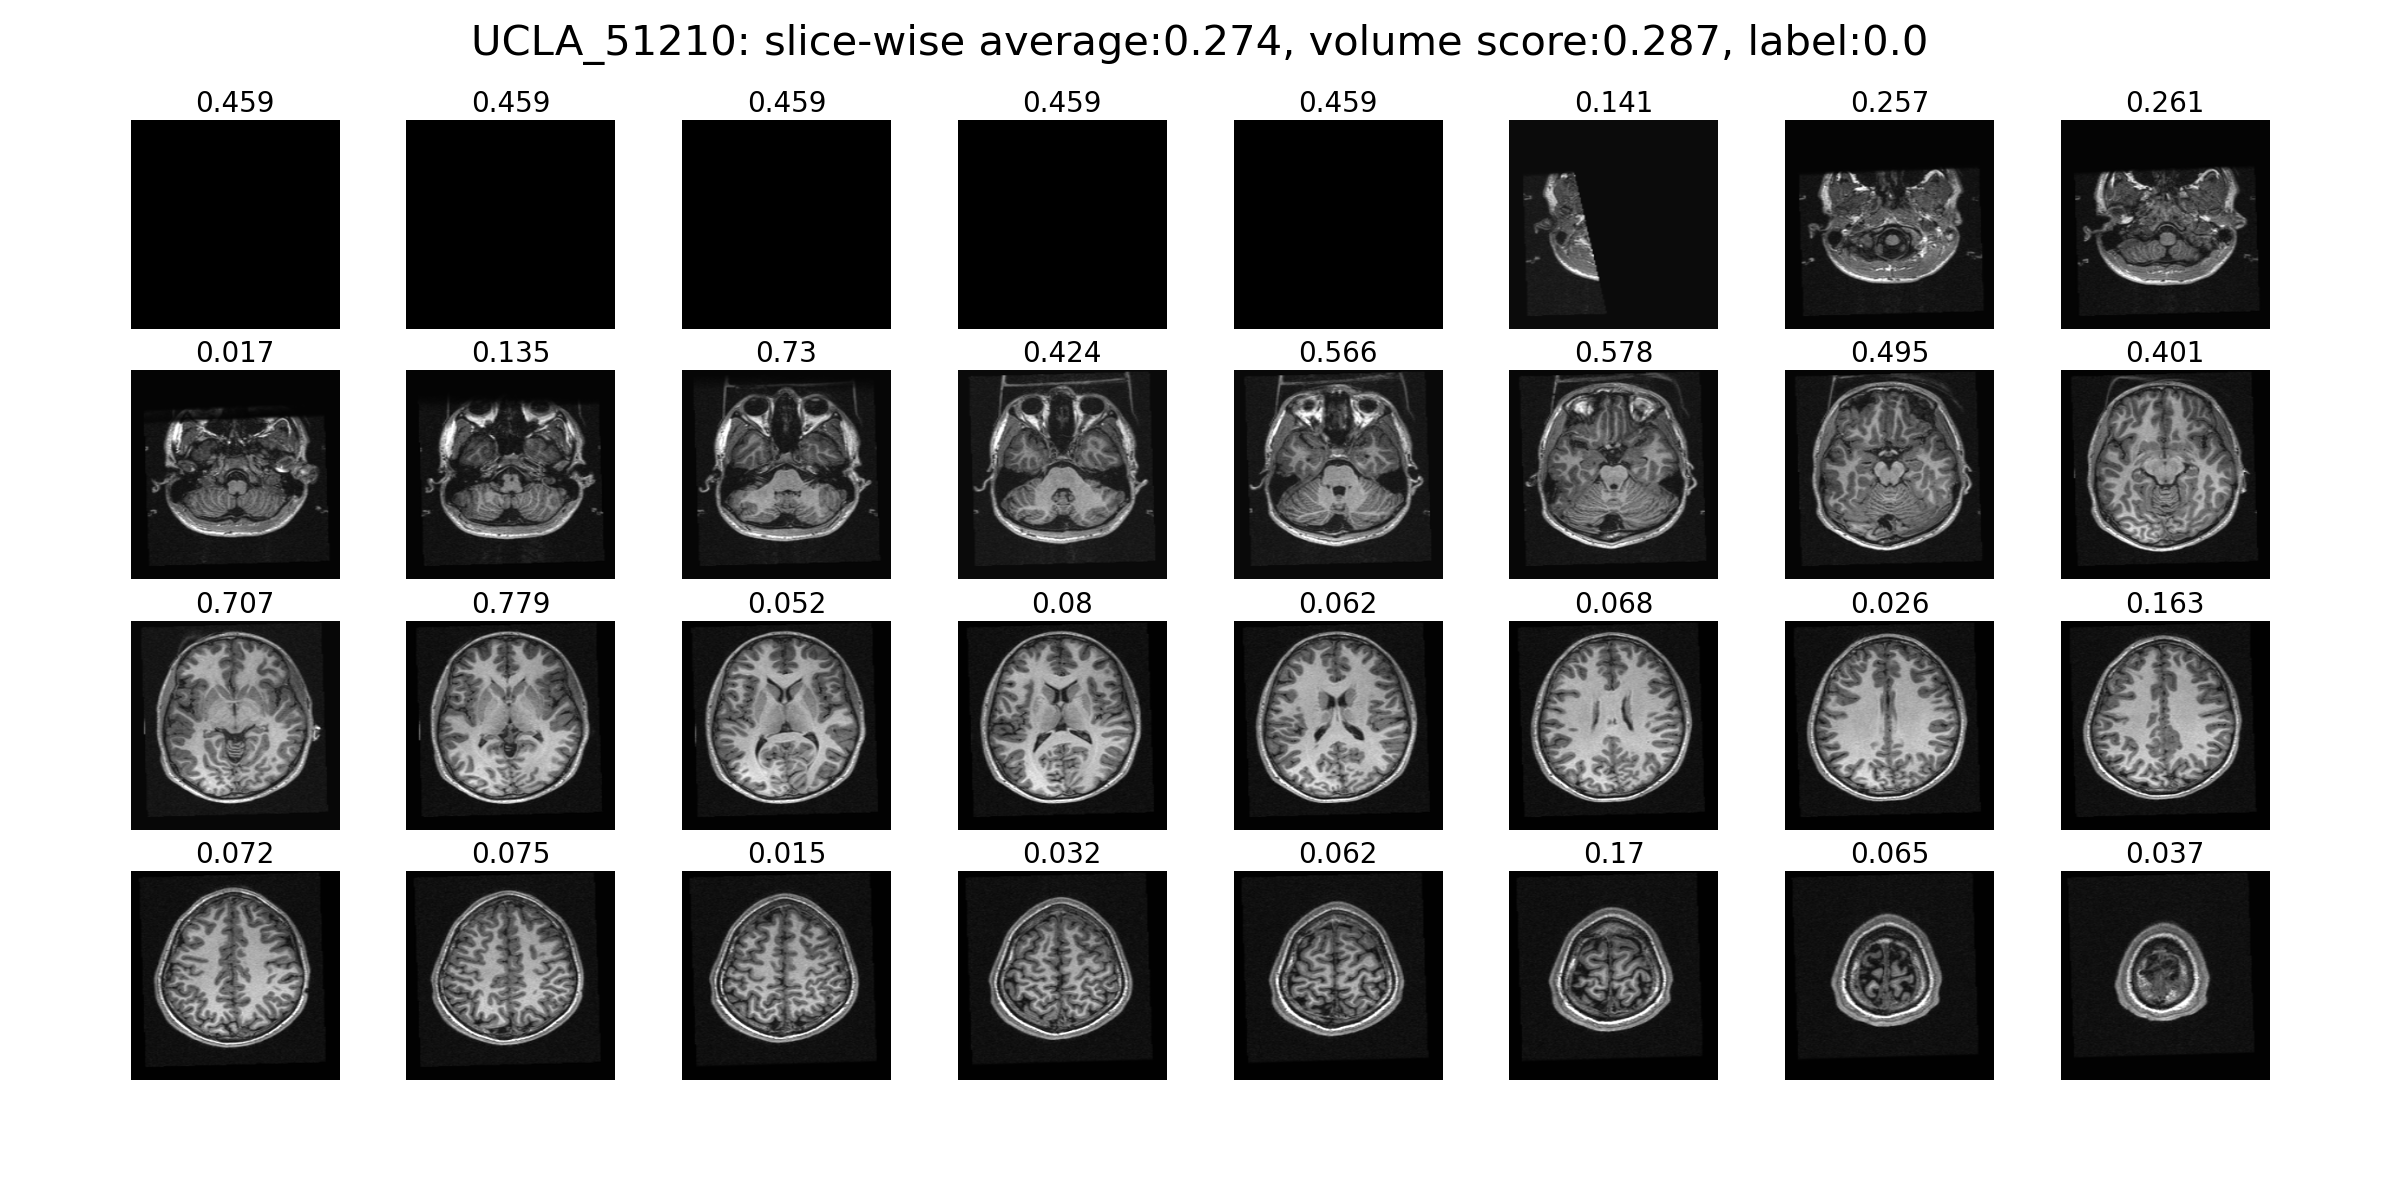 UCLA_51210: slice-wise average:0.274, volume score:0.287, label:0.0
0.459 0.459 0.459 0.459 0.459 0.141 0.257 0.261
0.017 0.135 0.73 0.424 0.566 0.578 0.495 0.401
0.707 0.779 0.052 0.08 0.062 0.068 0.026 0.163
0.072 0.075 0.015 0.032 0.062 0.17 0.065 0.037